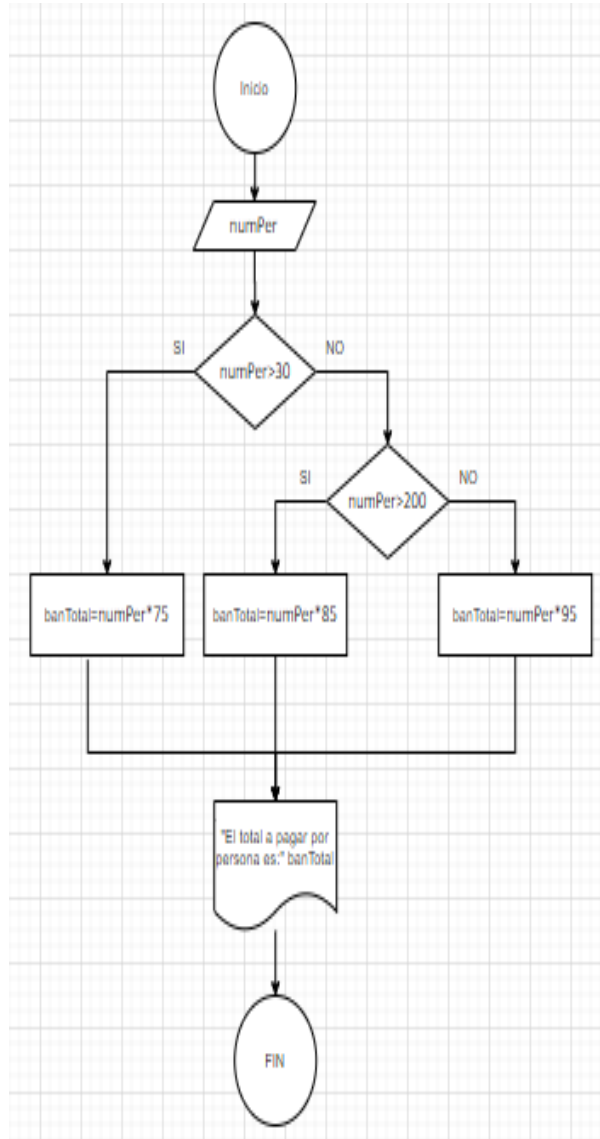 Inicio
numPer
SI
NO
numPer>30
SI
NO
numPer>200
banTotal=numPer*75
banTotal=numPer*85
banTotal=numPer*95
"El total a pagar por
persona es:" banTotal
FIN